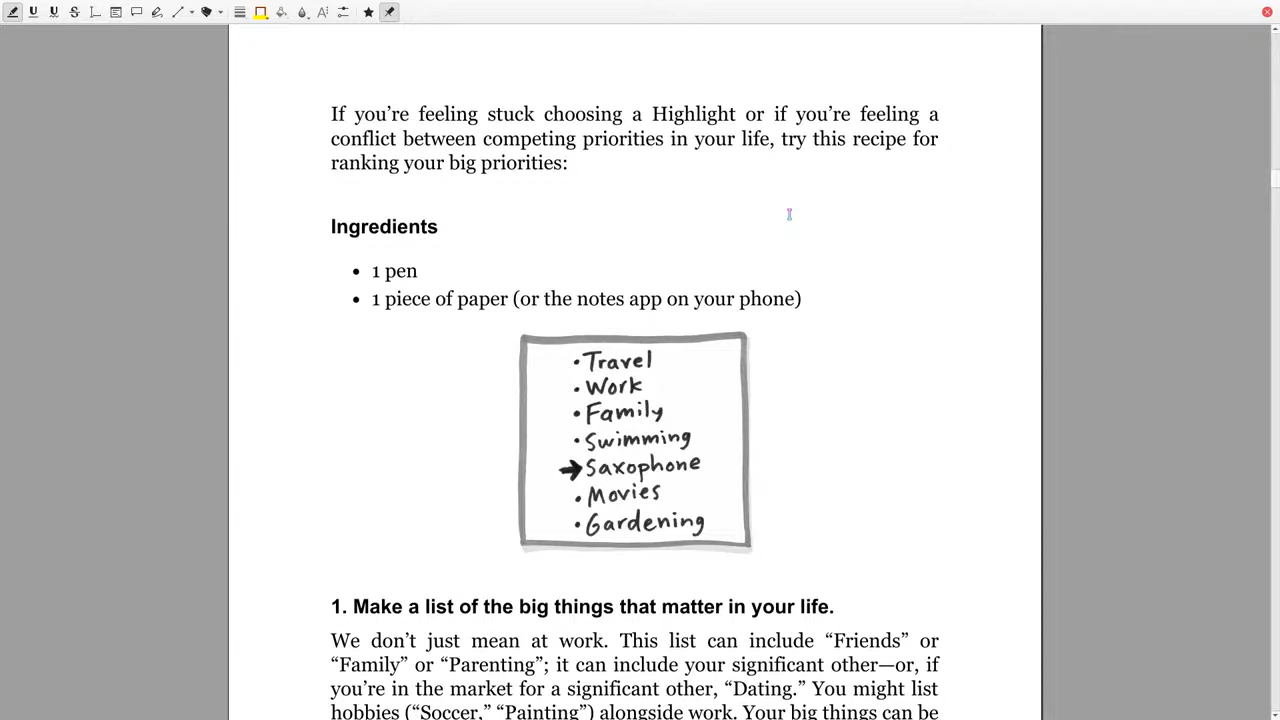 If you’re feeling stuck choosing a Highlight or if you’re feeling a
conflict between competing priorities in your life, try this recipe for
ranking your big priorities:
Ingredients
• 1 pen
• 1 piece of paper (or the notes app on your phone)
• Travel
• Work
• Family
• Swimming
→ Saxophone
• Movies
• Gardening
1. Make a list of the big things that matter in your life.
We don’t just mean at work. This list can include “Friends” or
“Family” or “Parenting”; it can include your significant other—or, if
you’re in the market for a significant other, “Dating.” You might list
hobbies (“Soccer,” “Painting”) alongside work. Your big things can be